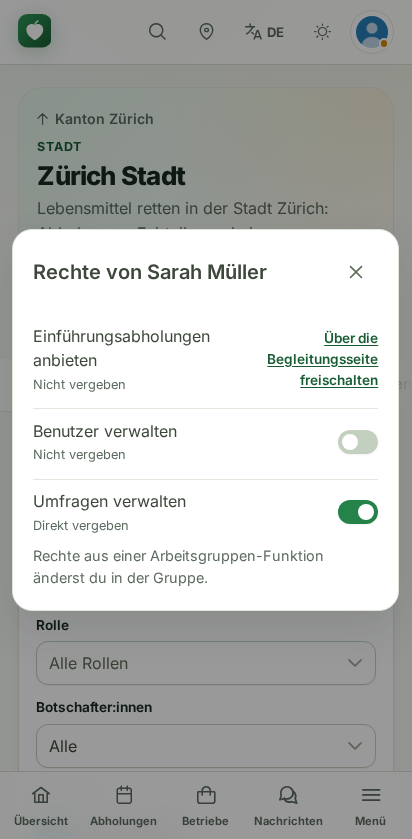 DE
Kanton Zürich
STADT
Zürich Stadt
Lebensmittel retten in der Stadt Zürich:
Rechte von Sarah Müller
Einführungsabholungen
anbieten
Nicht vergeben
Über die
Begleitungsseite
freischalten
Benutzer verwalten
Nicht vergeben
Umfragen verwalten
Direkt vergeben
Rechte aus einer Arbeitsgruppen-Funktion
änderst du in der Gruppe.
Rolle
Alle Rollen
Botschafter:innen
Alle
Übersicht
Abholungen
Betriebe
Nachrichten
Menü